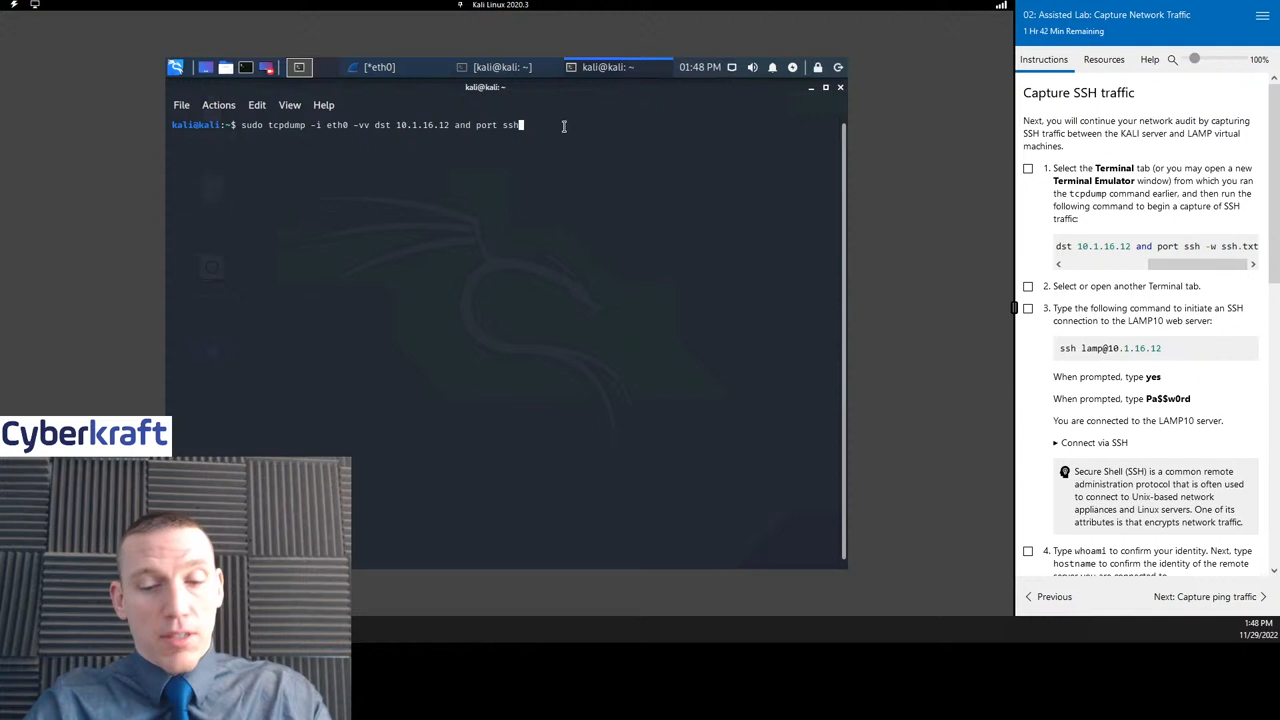 Kali Linux 2020.3
02: Assisted Lab: Capture Network Traffic
1 Hr 42 Min Remaining
Instructions Resources Help 100%
[*eth0] [kali@kali: ~] kali@kali: ~ 01:48 PM
kali@kali: ~
File Actions Edit View Help
kali@kali:~$ sudo tcpdump -i eth0 -vv dst 10.1.16.12 and port ssh
Capture SSH traffic
Next, you will continue your network audit by capturing
SSH traffic between the KALI server and LAMP virtual
machines.
1. Select the Terminal tab (or you may open a new
Terminal Emulator window) from which you ran
the tcpdump command earlier, and then run the
following command to begin a capture of SSH
traffic:
dst 10.1.16.12 and port ssh -w ssh.txt
2. Select or open another Terminal tab.
3. Type the following command to initiate an SSH
connection to the LAMP10 web server:
ssh lamp@10.1.16.12
When prompted, type yes
When prompted, type Pa$$w0rd
You are connected to the LAMP10 server.
Connect via SSH
Secure Shell (SSH) is a common remote
administration protocol that is often used
to connect to Unix-based network
appliances and Linux servers. One of its
attributes is that encrypts network traffic.
4. Type whoami to confirm your identity. Next, type
hostname to confirm the identity of the remote
server you are connected to
Previous Next: Capture ping traffic
1:48 PM
11/29/2022
Cyberkraft